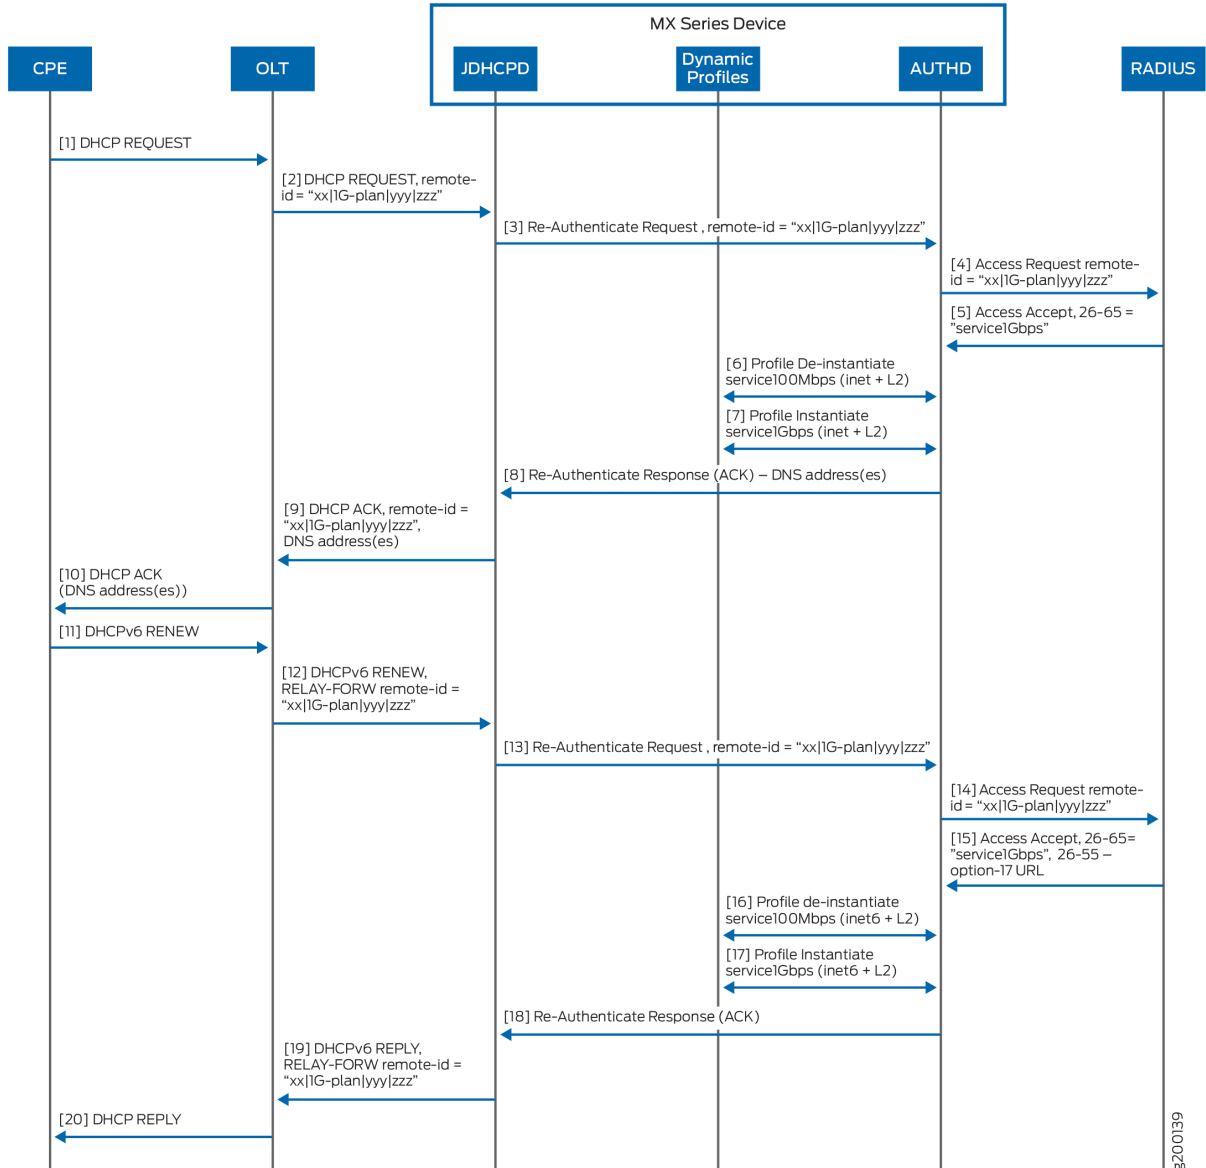 MX Series Device
CPE
OLT
JDHCPD
Dynamic
Profiles
AUTHD
RADIUS
[1] DHCP REQUEST
[2] DHCP REQUEST, remote-
id = “xx|1G-plan|yyy|zzz”
[3] Re-Authenticate Request , remote-id = “xx|1G-plan|yyy|zzz”
[4] Access Request remote-
id = “xx|1G-plan|yyy|zzz”
[5] Access Accept, 26-65 =
”service1Gbps”
[6] Profile De-instantiate
service100Mbps (inet + L2)
[7] Profile Instantiate
service1Gbps (inet + L2)
[8] Re-Authenticate Response (ACK) – DNS address(es)
[9] DHCP ACK, remote-id =
“xx|1G-plan|yyy|zzz”,
DNS address(es)
[10] DHCP ACK
(DNS address(es))
[11] DHCPv6 RENEW
[12] DHCPv6 RENEW,
RELAY-FORW remote-id =
“xx|1G-plan|yyy|zzz”
[13] Re-Authenticate Request , remote-id = “xx|1G-plan|yyy|zzz”
[14] Access Request remote-
id = “xx|1G-plan|yyy|zzz”
[15] Access Accept, 26-65=
”service1Gbps”, 26-55 –
option-17 URL
[16] Profile de-instantiate
service100Mbps (inet6 + L2)
[17] Profile Instantiate
service1Gbps (inet6 + L2)
[18] Re-Authenticate Response (ACK)
[19] DHCPv6 REPLY,
RELAY-FORW remote-id =
“xx|1G-plan|yyy|zzz”
[20] DHCP REPLY
g200139